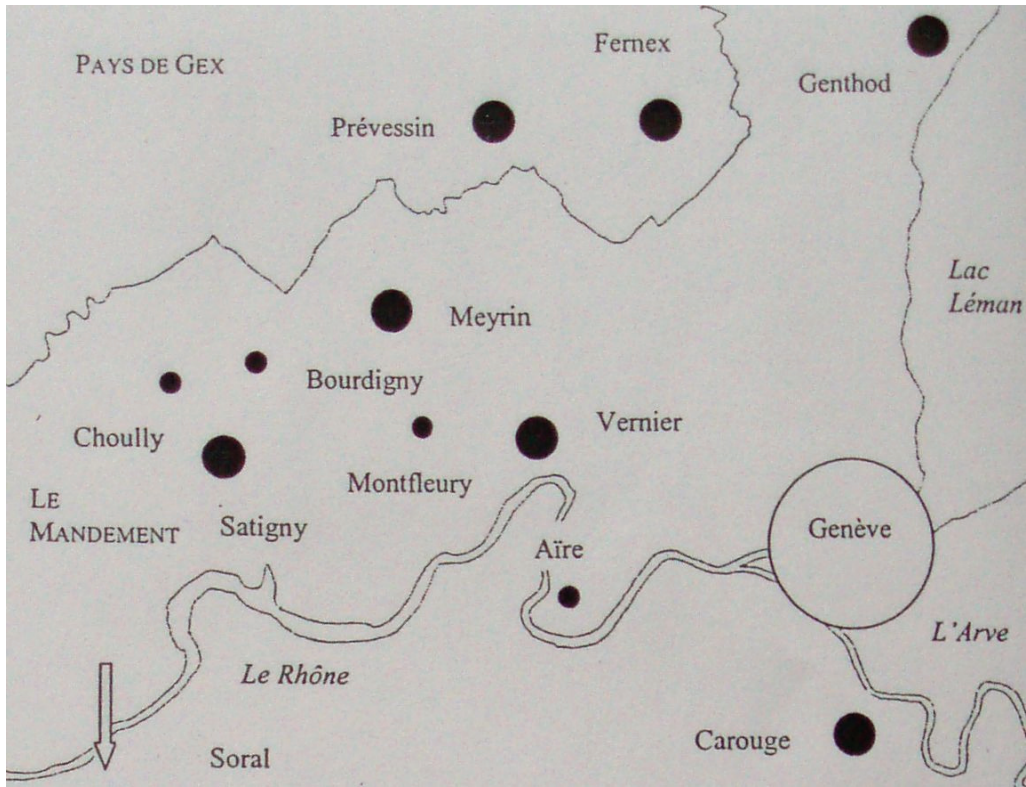 Fernex
PAYS DE GEX
Genthod
Prévessin
Lac
Léman
Meyrin
Bourdigny
Vernier
Choully
Montfleury
LE
MANDEMENT
Satigny
Genève
Aïre
L'Arve
Le Rhône
Carouge
Soral